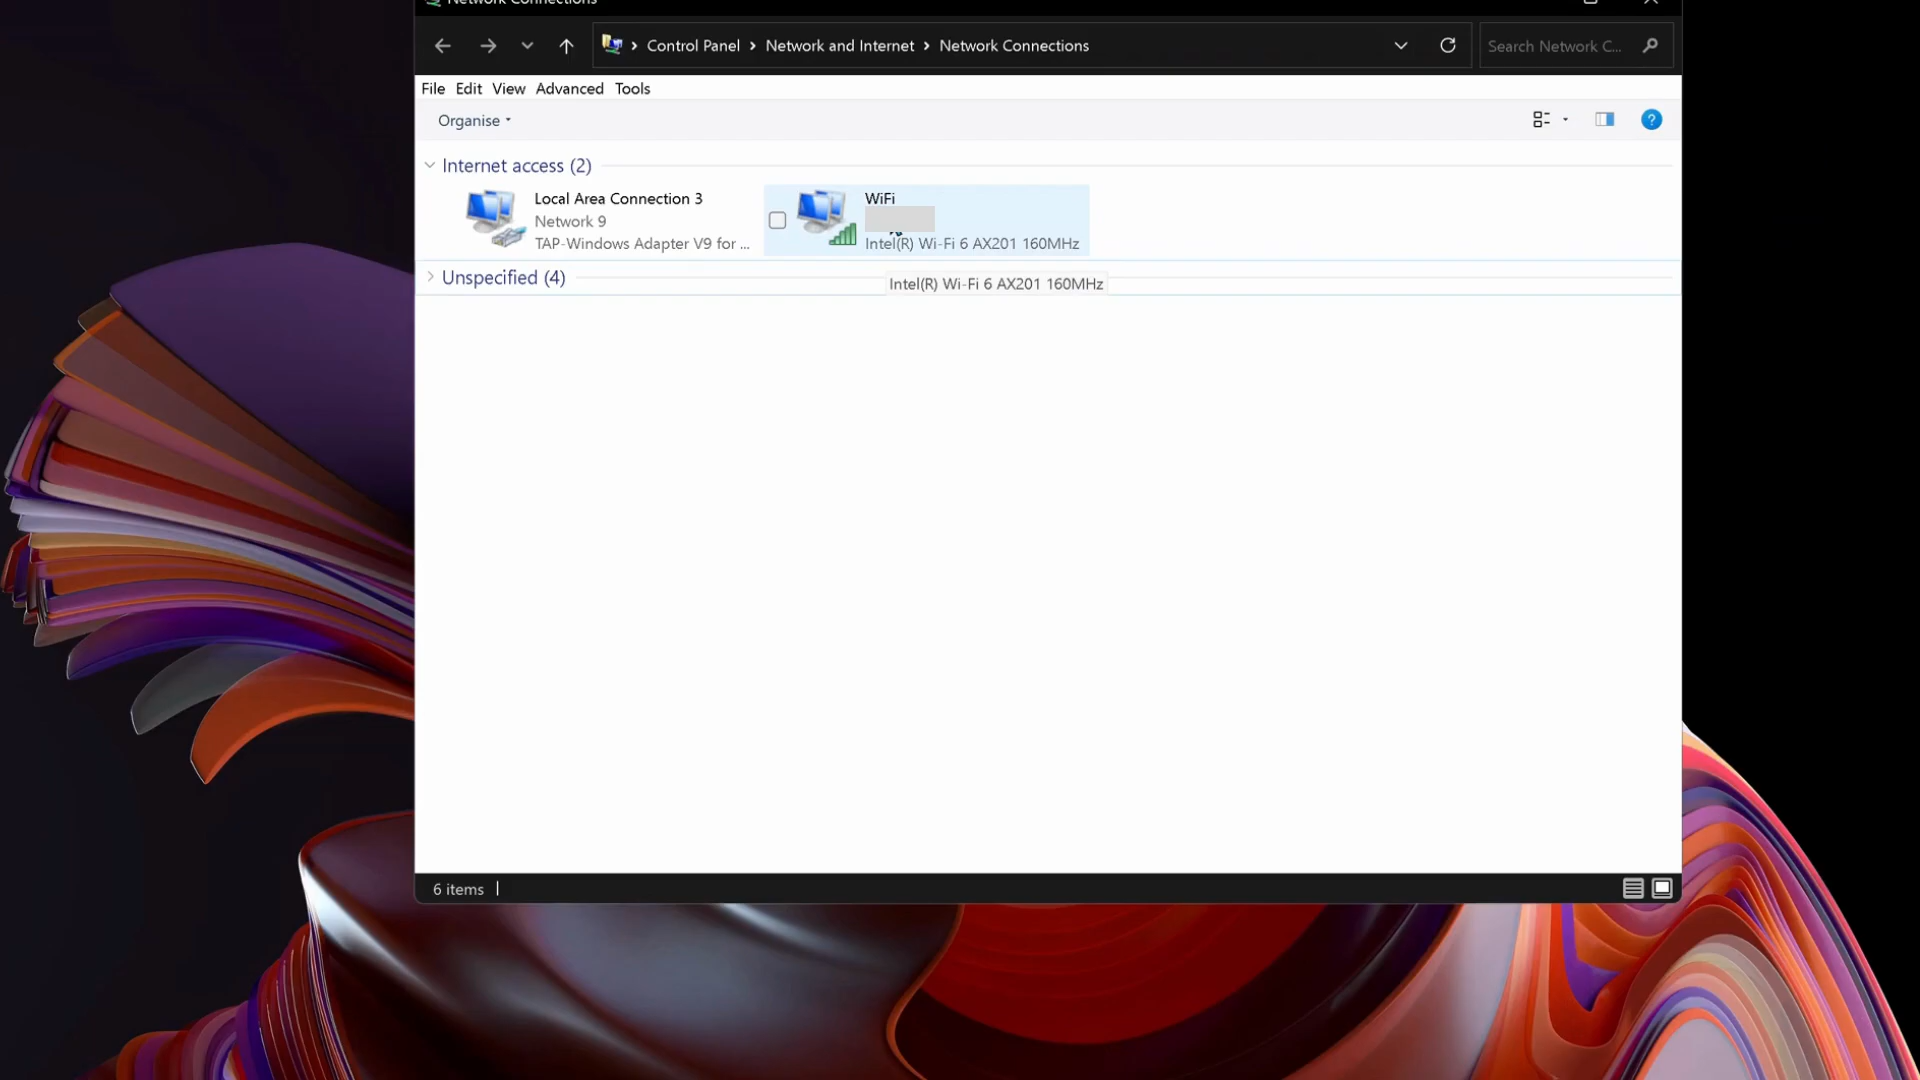 Network Connections
Control Panel > Network and Internet > Network Connections
Search Network C...
File Edit View Advanced Tools
Organise
?
Internet access (2)
Local Area Connection 3
Network 9
TAP-Windows Adapter V9 for ...
WiFi
Intel(R) Wi-Fi 6 AX201 160MHz
Unspecified (4)
Intel(R) Wi-Fi 6 AX201 160MHz
6 items